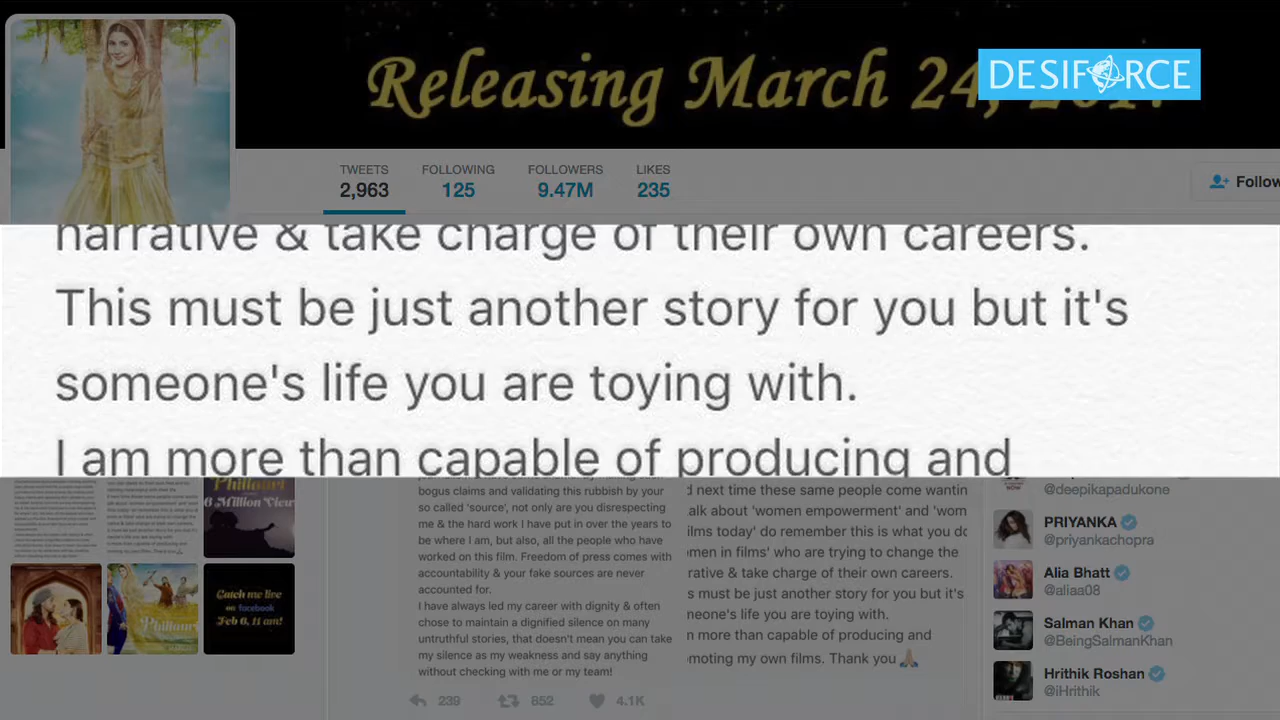 Releasing March 24,
DESIFORCE
TWEETS
2,963
FOLLOWING
125
FOLLOWERS
9.47M
LIKES
235
Follow
narrative & take charge of their own careers.
This must be just another story for you but it's
someone's life you are toying with.
I am more than capable of producing and
Phillauri
6 Million View
Catch me live
on facebook
Feb 6, 11 am!
Phillauri
bogus claims and validating this rubbish by your
so called 'source', not only are you disrespecting
me & the hard work I have put in over the years to
be where I am, but also, all the people who have
worked on this film. Freedom of press comes with
accountability & your fake sources are never
accounted for.
I have always led my career with dignity & often
chose to maintain a dignified silence on many
untruthful stories, that doesn't mean you can take
my silence as my weakness and say anything
without checking with me or my team!
d next time these same people come wantin
alk about 'women empowerment' and 'wom
ilms today' do remember this is what you do
men in films' who are trying to change the
rative & take charge of their own careers.
s must be just another story for you but it's
neone's life you are toying with.
n more than capable of producing and
moting my own films. Thank you 🙏🏼
239
852
4.1K
@deepikapadukone
PRIYANKA
@priyankachopra
Alia Bhatt
@aliaa08
Salman Khan
@BeingSalmanKhan
Hrithik Roshan
@iHrithik